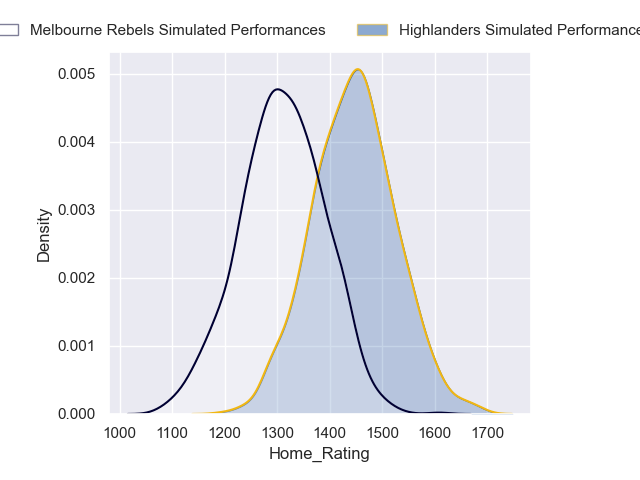 Melbourne Rebels Simulated Performances
Highlanders Simulated Performance
0.005
0.004
0.003
0.002
0.001
0.000
Density
1000 1100 1200 1300 1400 1500 1600 1700
Home_Rating